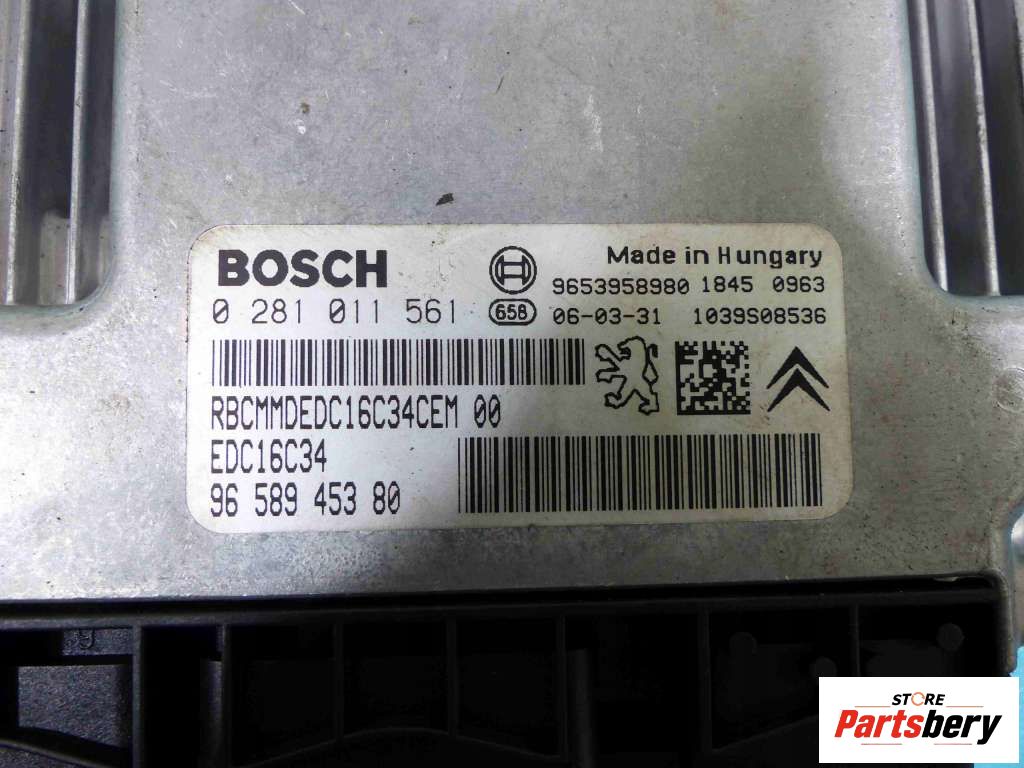 BOSCH
Made in Hungary
9653958980 1845 0963
0 281 011 561 658 06-03-31 1039S08536
RBCMMDEDC16C34CEM 00
EDC16C34
96 589 453 80
STORE
Partsbery